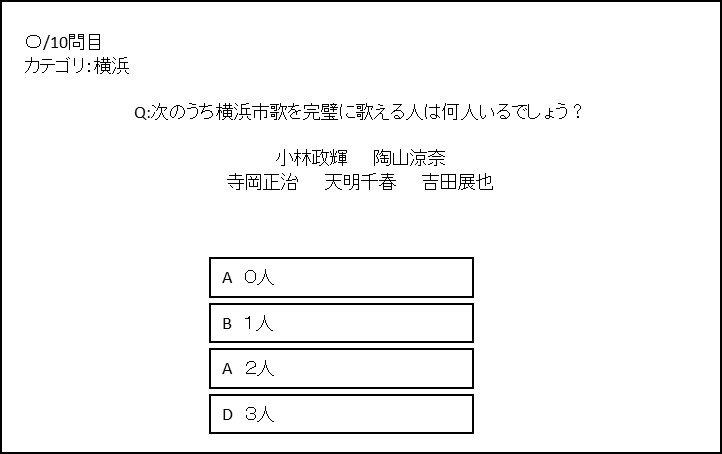 〇/10問目
カテゴリ：横浜
Q:次のうち横浜市歌を完璧に歌える人は何人いるでしょう？
小林政輝　陶山涼奈
寺岡正治　天明千春　吉田展也
A　０人
B　１人
A　２人
D　３人